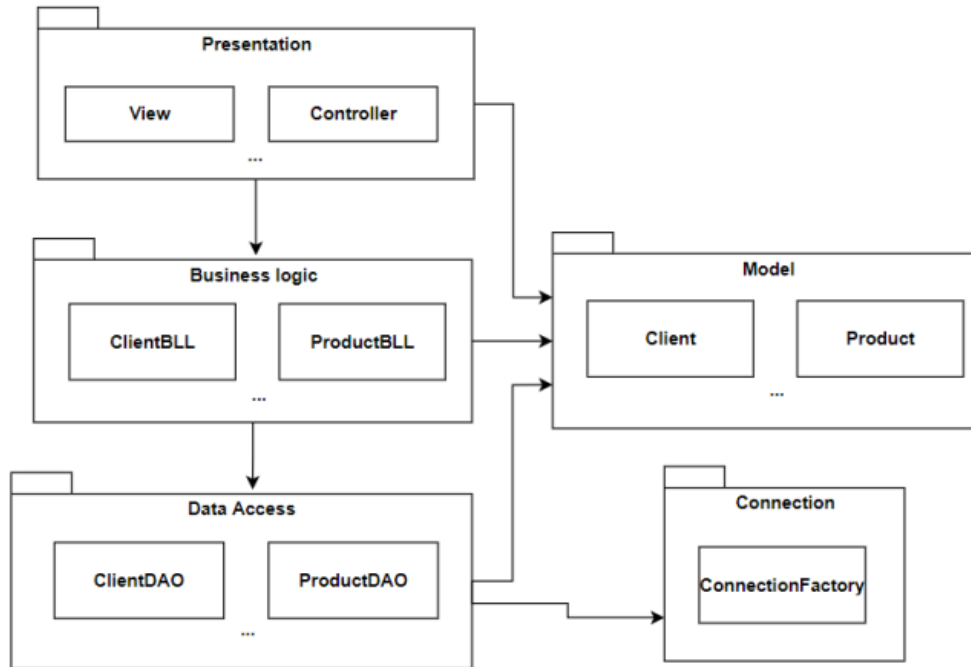 Presentation
View
Controller
...
Business logic
ClientBLL
ProductBLL
...
Model
Client
Product
...
Data Access
ClientDAO
ProductDAO
...
Connection
ConnectionFactory